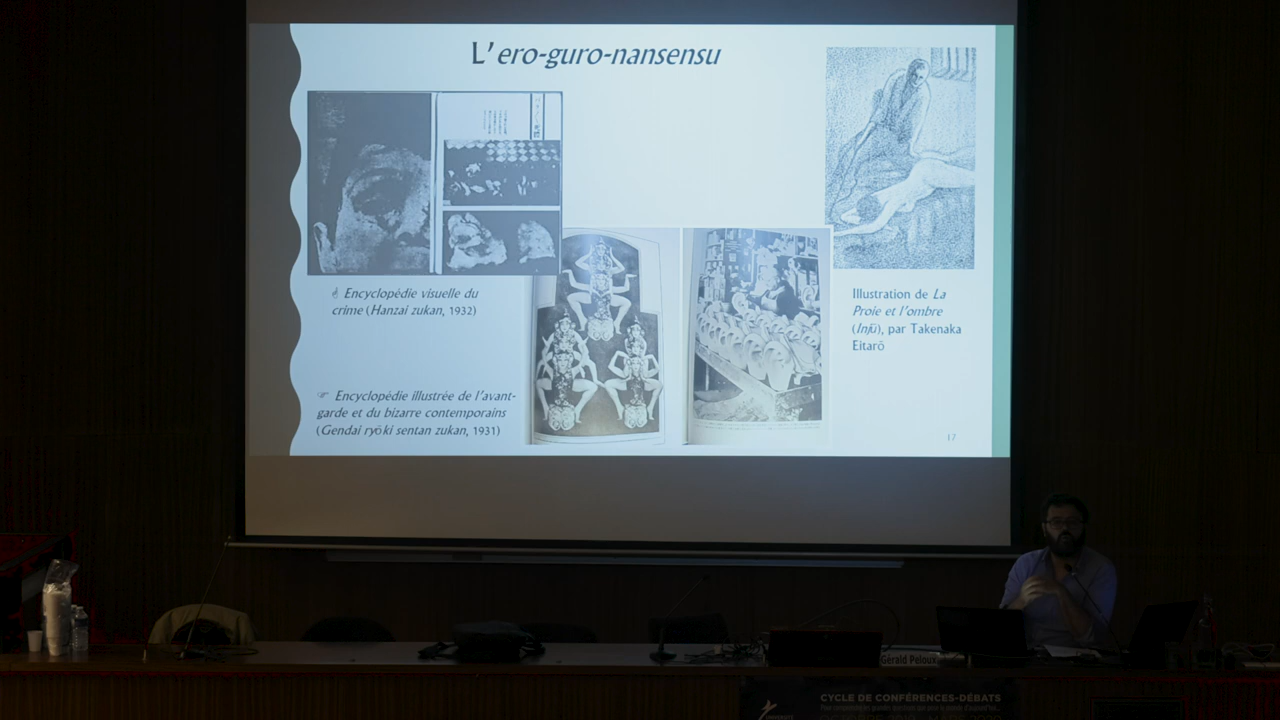 L'ero-guro-nansensu
Encyclopédie visuelle du
crime (Hanzai zukan, 1932)
☞ Encyclopédie illustrée de l'avant-
garde et du bizarre contemporains
(Gendai ryōki sentan zukan, 1931)
Illustration de La
Proie et l'ombre
(Injū), par Takenaka
Eitarō
17
Gérald Peloux
CYCLE DE CONFÉRENCES-DÉBATS